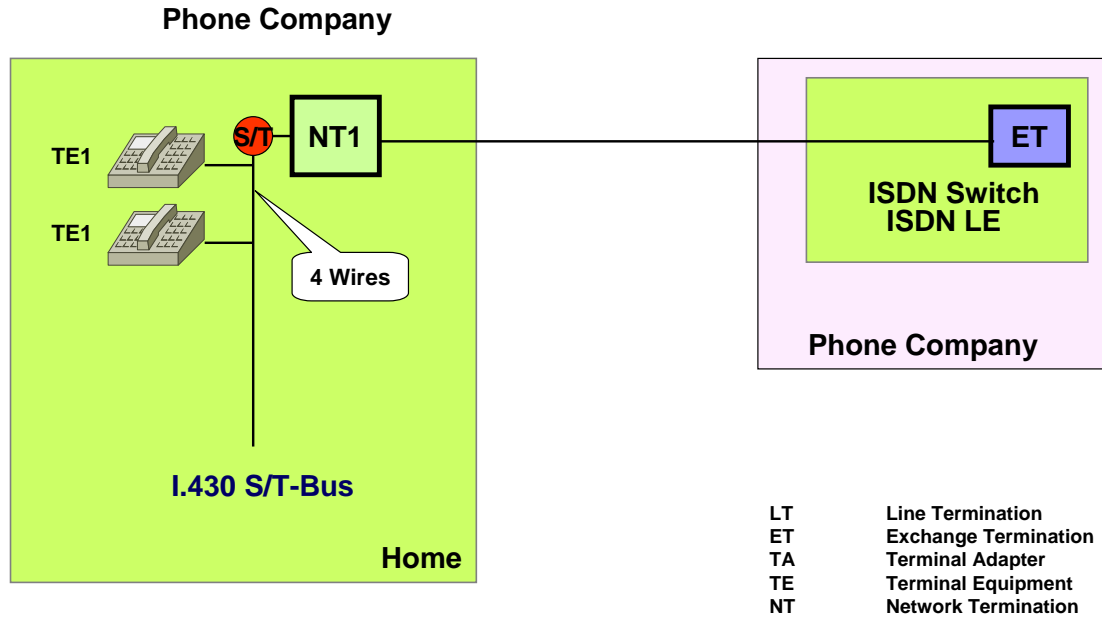 Phone Company
S/T
NT1
TE1
TE1
4 Wires
I.430 S/T-Bus
Home
ET
ISDN Switch
ISDN LE
Phone Company
LT Line Termination
ET Exchange Termination
TA Terminal Adapter
TE Terminal Equipment
NT Network Termination